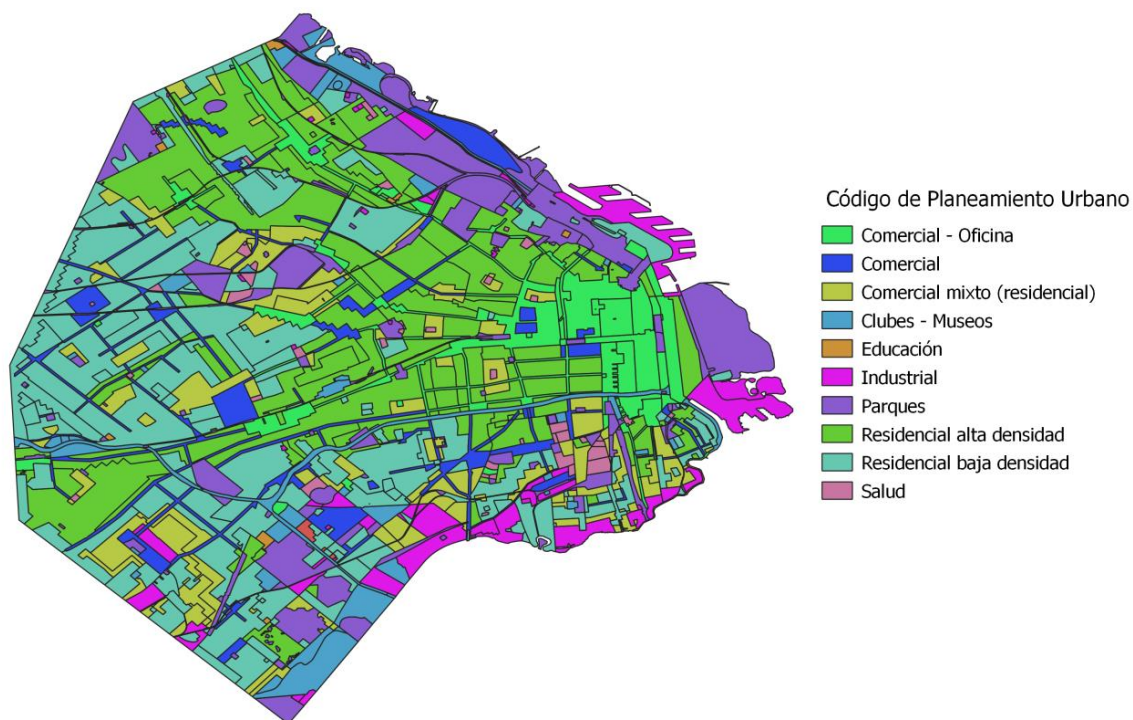 Código de Planeamiento Urbano
Comercial - Oficina
Comercial
Comercial mixto (residencial)
Clubes - Museos
Educación
Industrial
Parques
Residencial alta densidad
Residencial baja densidad
Salud